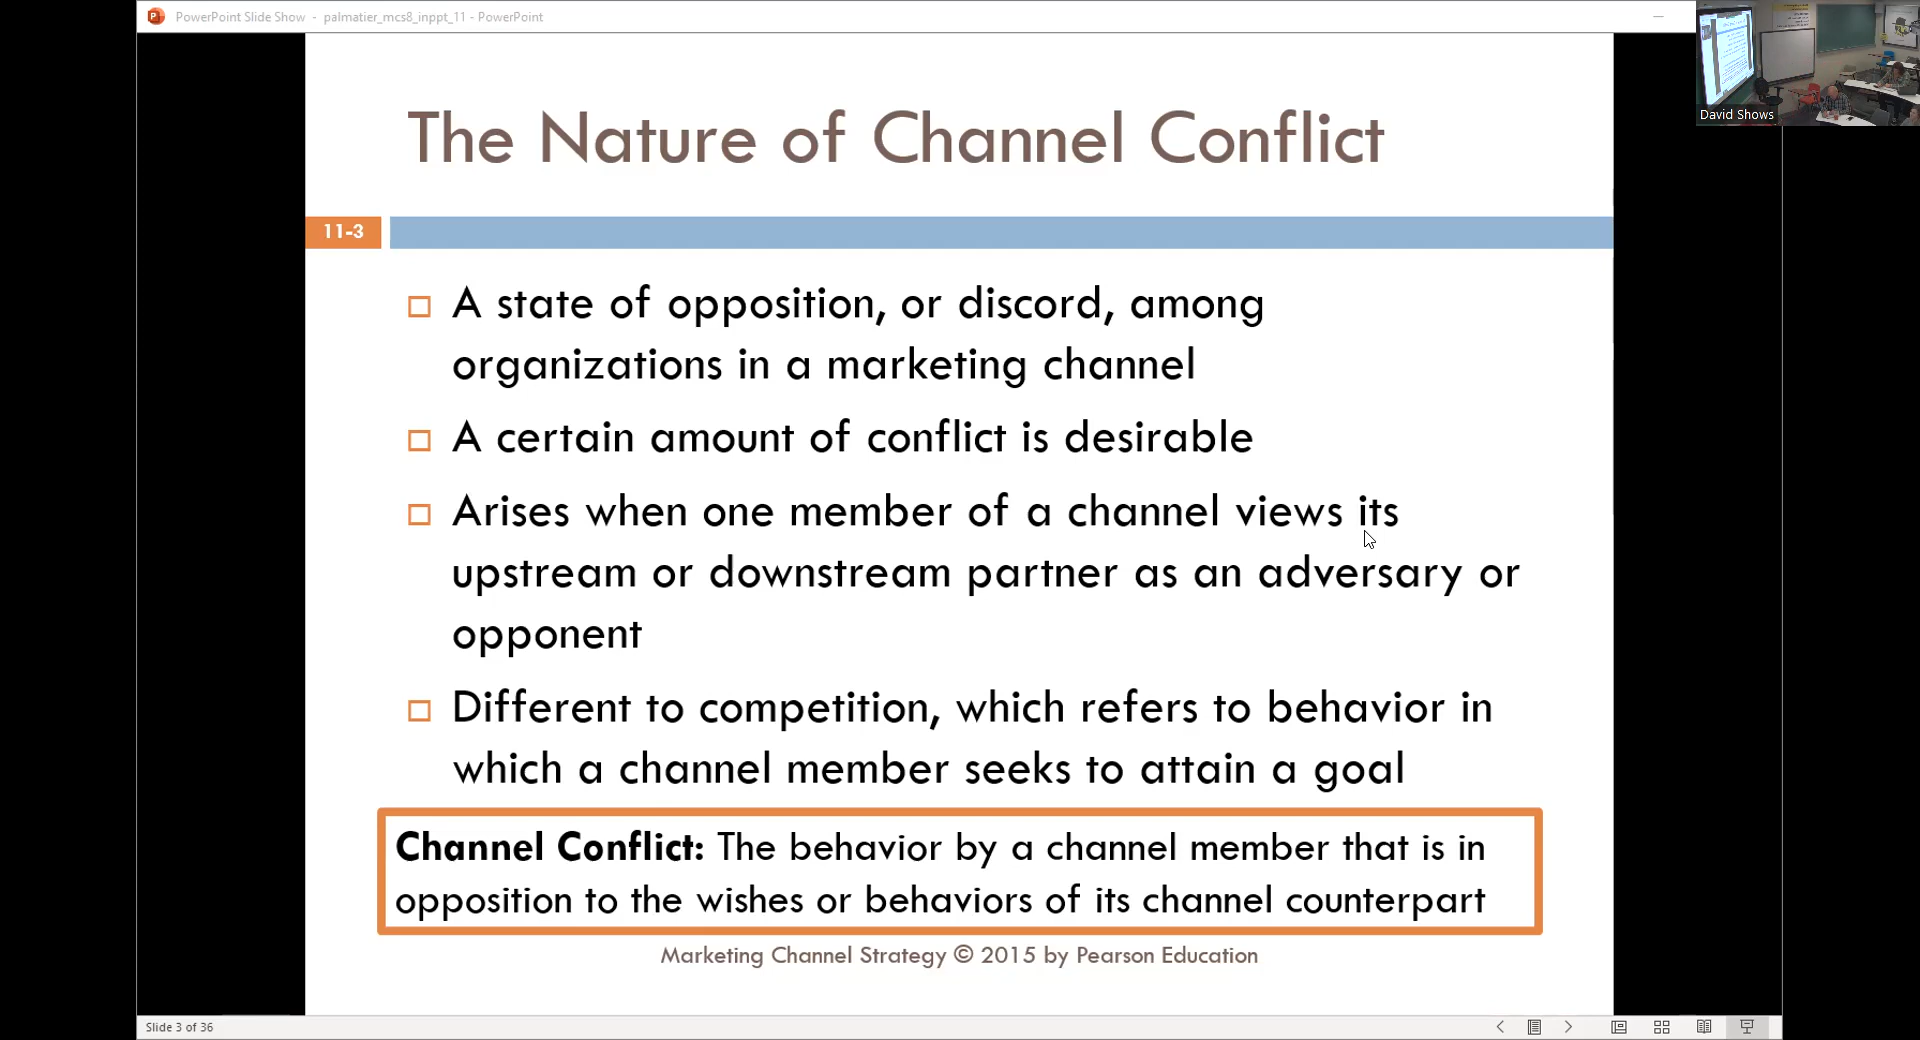 PowerPoint Slide Show - palmatier_mcs8_inppt_11 - PowerPoint
David Shows
The Nature of Channel Conflict
11-3
A state of opposition, or discord, among
organizations in a marketing channel
A certain amount of conflict is desirable
Arises when one member of a channel views its
upstream or downstream partner as an adversary or
opponent
Different to competition, which refers to behavior in
which a channel member seeks to attain a goal
Channel Conflict: The behavior by a channel member that is in
opposition to the wishes or behaviors of its channel counterpart
Marketing Channel Strategy © 2015 by Pearson Education
Slide 3 of 36